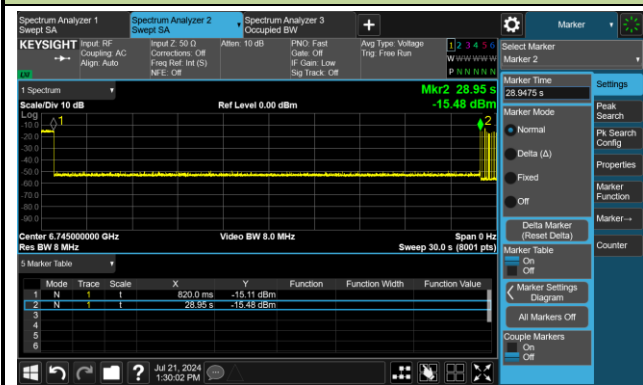 Spectrum Analyzer 1
Swept SA
Spectrum Analyzer 2
Swept SA
Spectrum Analyzer 3
Occupied BW
+
Marker
KEYSIGHT
Input: RF
Coupling: AC
Align: Auto
Input Z: 50 Ω
Corrections: Off
Freq Ref: Int (S)
NFE: Off
Atten: 10 dB
PNO: Fast
Gate: Off
IF Gain: Low
Sig Track: Off
Avg Type: Voltage
Trig: Free Run
1 2 3 4 5 6
W W W W W W
P N N N N N
LXI
Select Marker
Marker 2
1 Spectrum
Scale/Div 10 dB
Ref Level 0.00 dBm
Mkr2 28.95 s
-15.48 dBm
Log
-10.0
-20.0
-30.0
-40.0
-50.0
-60.0
-70.0
-80.0
-90.0
1
2
Center 6.745000000 GHz
Res BW 8 MHz
Video BW 8.0 MHz
Span 0 Hz
Sweep 30.0 s (8001 pts)
5 Marker Table
Mode Trace Scale X Y Function Function Width Function Value
1 N 1 t 820.0 ms -15.11 dBm
2 N 1 t 28.95 s -15.48 dBm
3
4
5
6
Marker Time
28.9475 s
Marker Mode
Normal
Delta (Δ)
Fixed
Off
Delta Marker
(Reset Delta)
Marker Table
On
Off
Marker Settings
Diagram
All Markers Off
Couple Markers
On
Off
Settings
Peak
Search
Pk Search
Config
Properties
Marker
Function
Marker→
Counter
?
Jul 21, 2024
1:30:02 PM